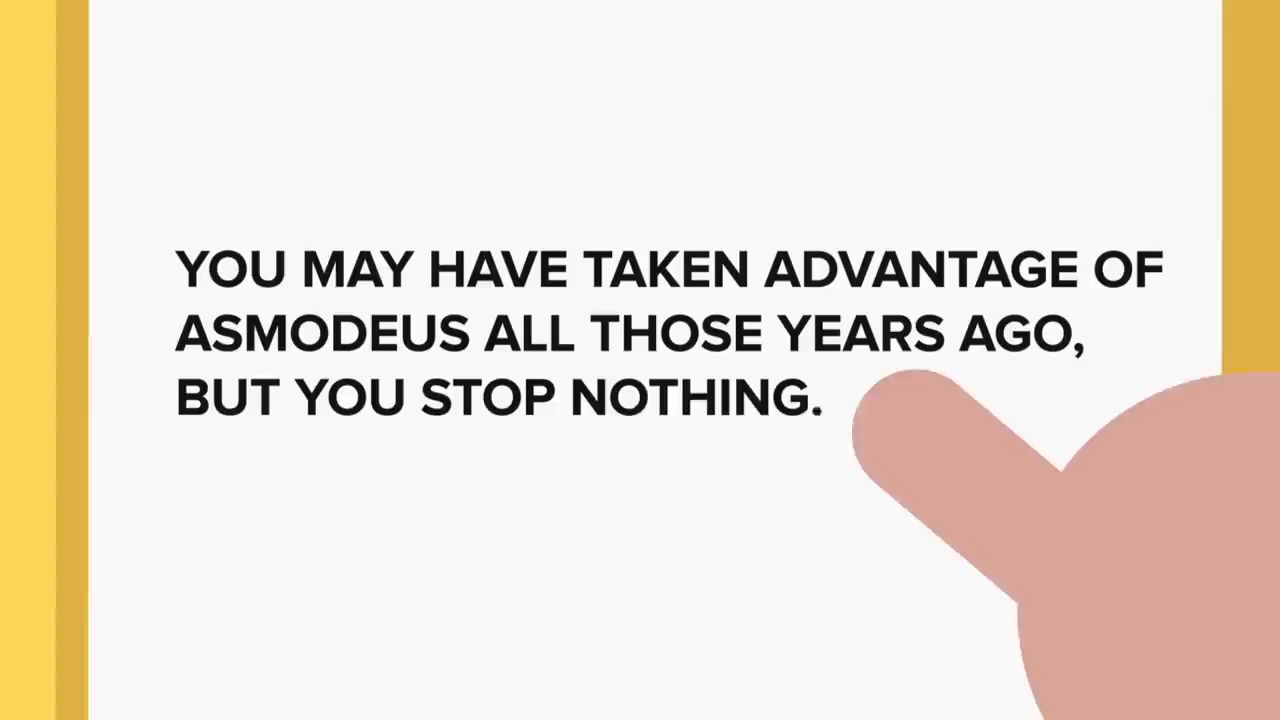 YOU MAY HAVE TAKEN ADVANTAGE OF
ASMODEUS ALL THOSE YEARS AGO,
BUT YOU STOP NOTHING.